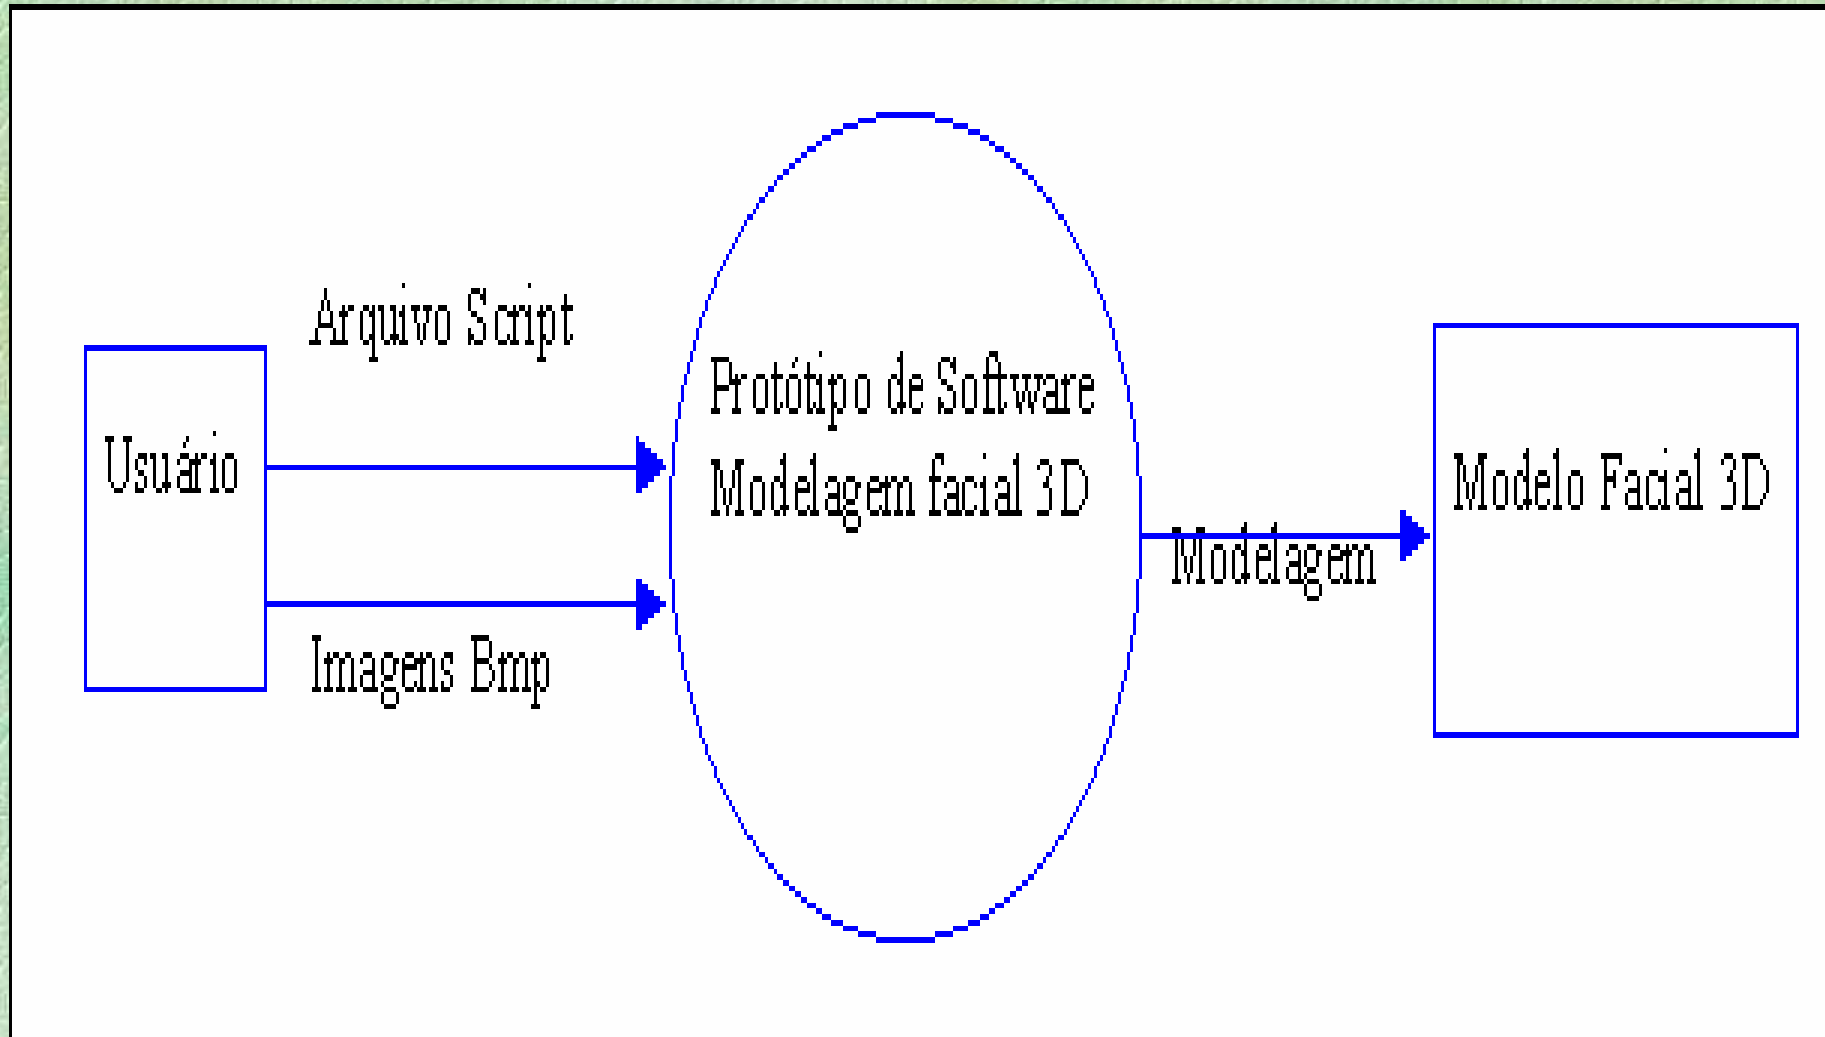 Arquivo Script
Usuário
Imagens Bmp
Protótipo de Software
Modelagem facial 3D
Modelagem
Modelo Facial 3D